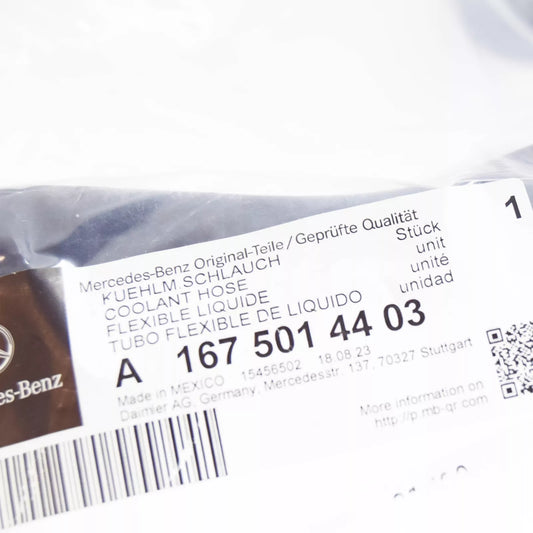 Mercedes-Benz Original-Teile/Geprüfte Qualität
KUEHLM.SCHLAUCH
COOLANT HOSE
FLEXIBLE LIQUIDE
TUBO FLEXIBLE DE LIQUIDO
Stück
unit
unité
unidad
1
A 167 501 44 03
Made in MEXICO 15456502 18.08.23
Daimler AG, Germany, Mercedesstr. 137, 70327 Stuttgart
des-Benz
More information on
http://p.mb-qr.com